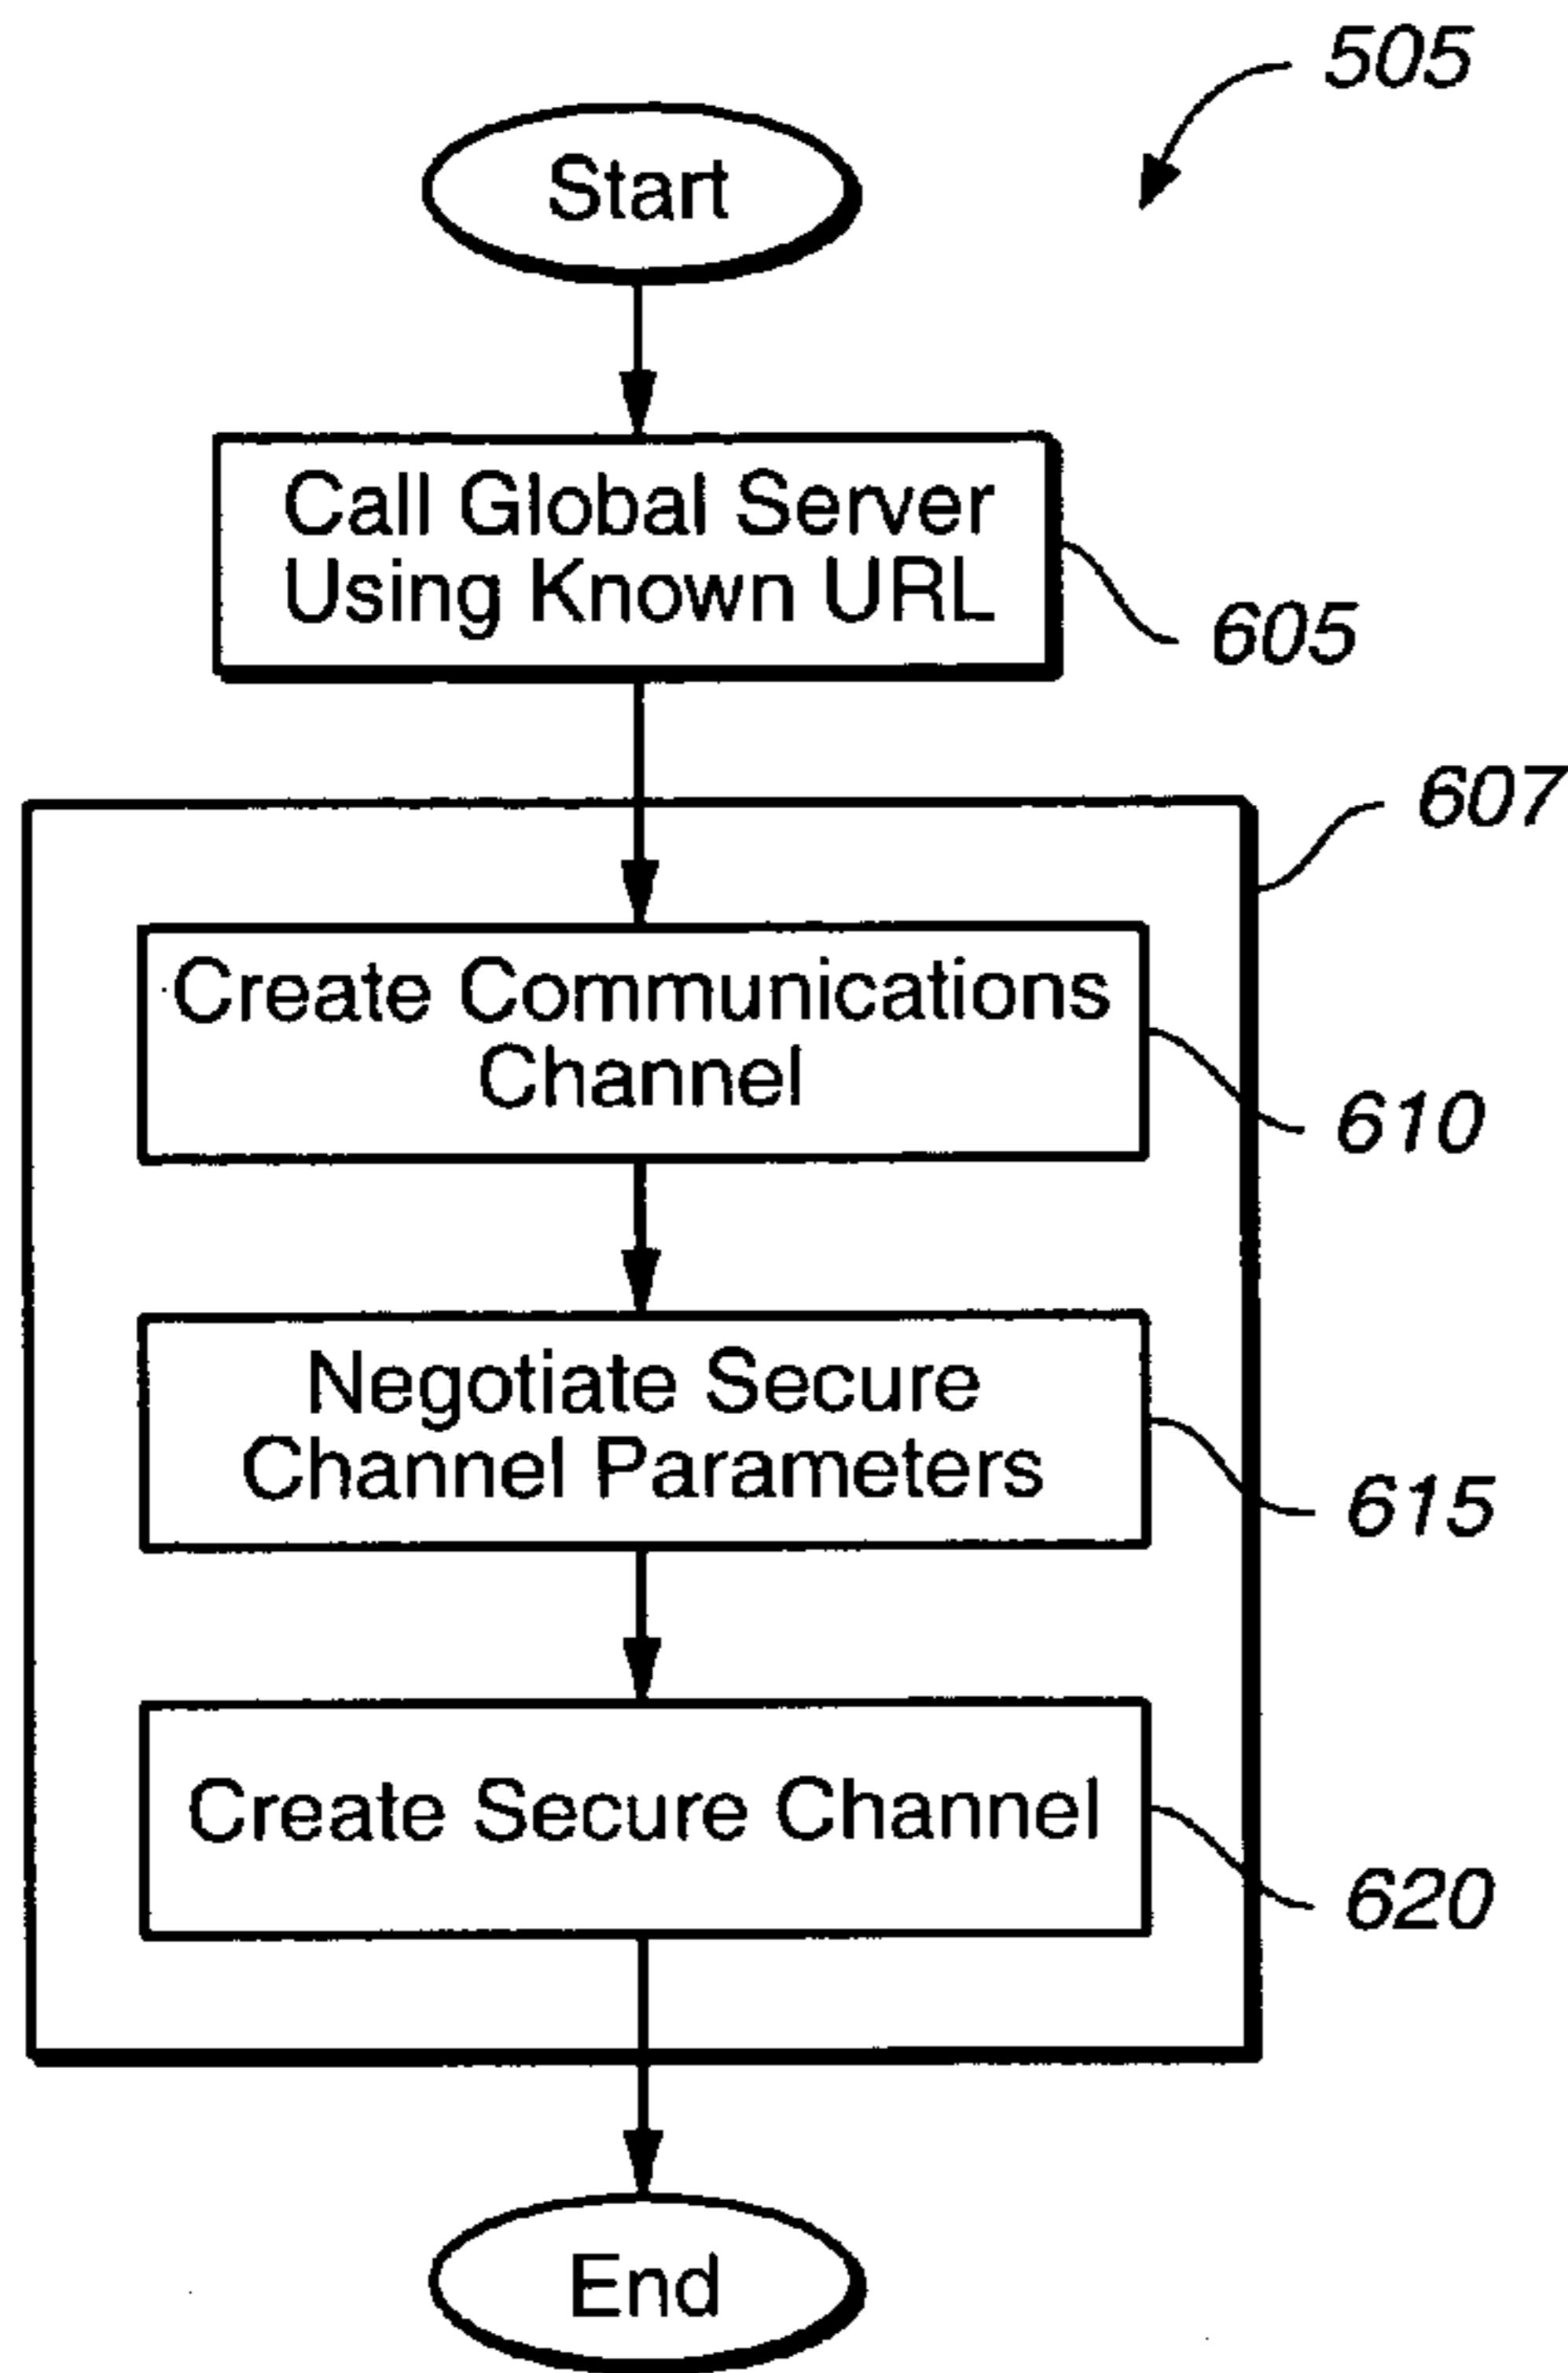 505
Start
Call Global Server
Using Known URL
605
607
Create Communications
Channel
610
Negotiate Secure
Channel Parameters
615
Create Secure Channel
620
End